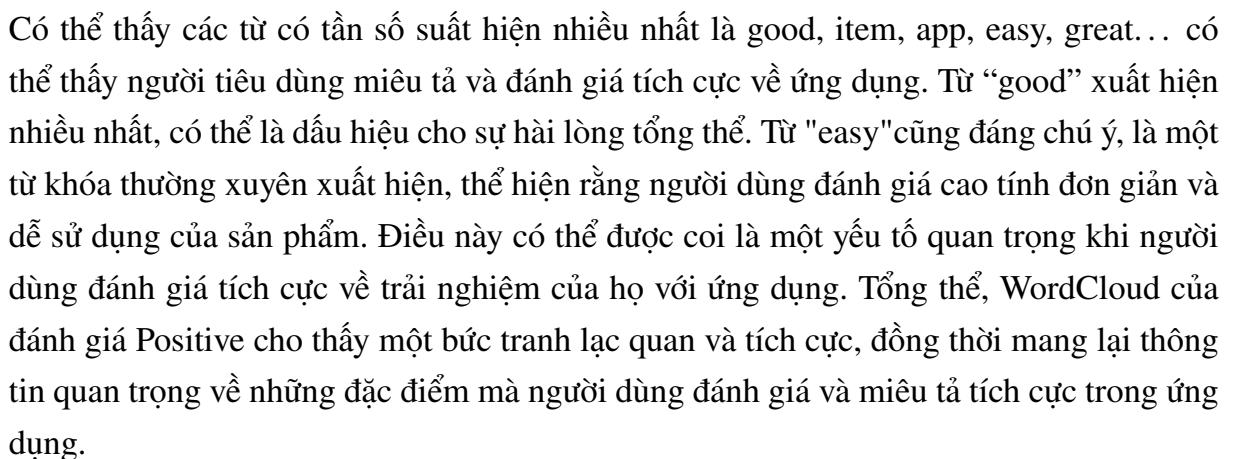 Có thể thấy các từ có tần số suất hiện nhiều nhất là good, item, app, easy, great… có
thể thấy người tiêu dùng miêu tả và đánh giá tích cực về ứng dụng. Từ “good” xuất hiện
nhiều nhất, có thể là dấu hiệu cho sự hài lòng tổng thể. Từ "easy"cũng đáng chú ý, là một
từ khóa thường xuyên xuất hiện, thể hiện rằng người dùng đánh giá cao tính đơn giản và
dễ sử dụng của sản phẩm. Điều này có thể được coi là một yếu tố quan trọng khi người
dùng đánh giá tích cực về trải nghiệm của họ với ứng dụng. Tổng thể, WordCloud của
đánh giá Positive cho thấy một bức tranh lạc quan và tích cực, đồng thời mang lại thông
tin quan trọng về những đặc điểm mà người dùng đánh giá và miêu tả tích cực trong ứng
dụng.